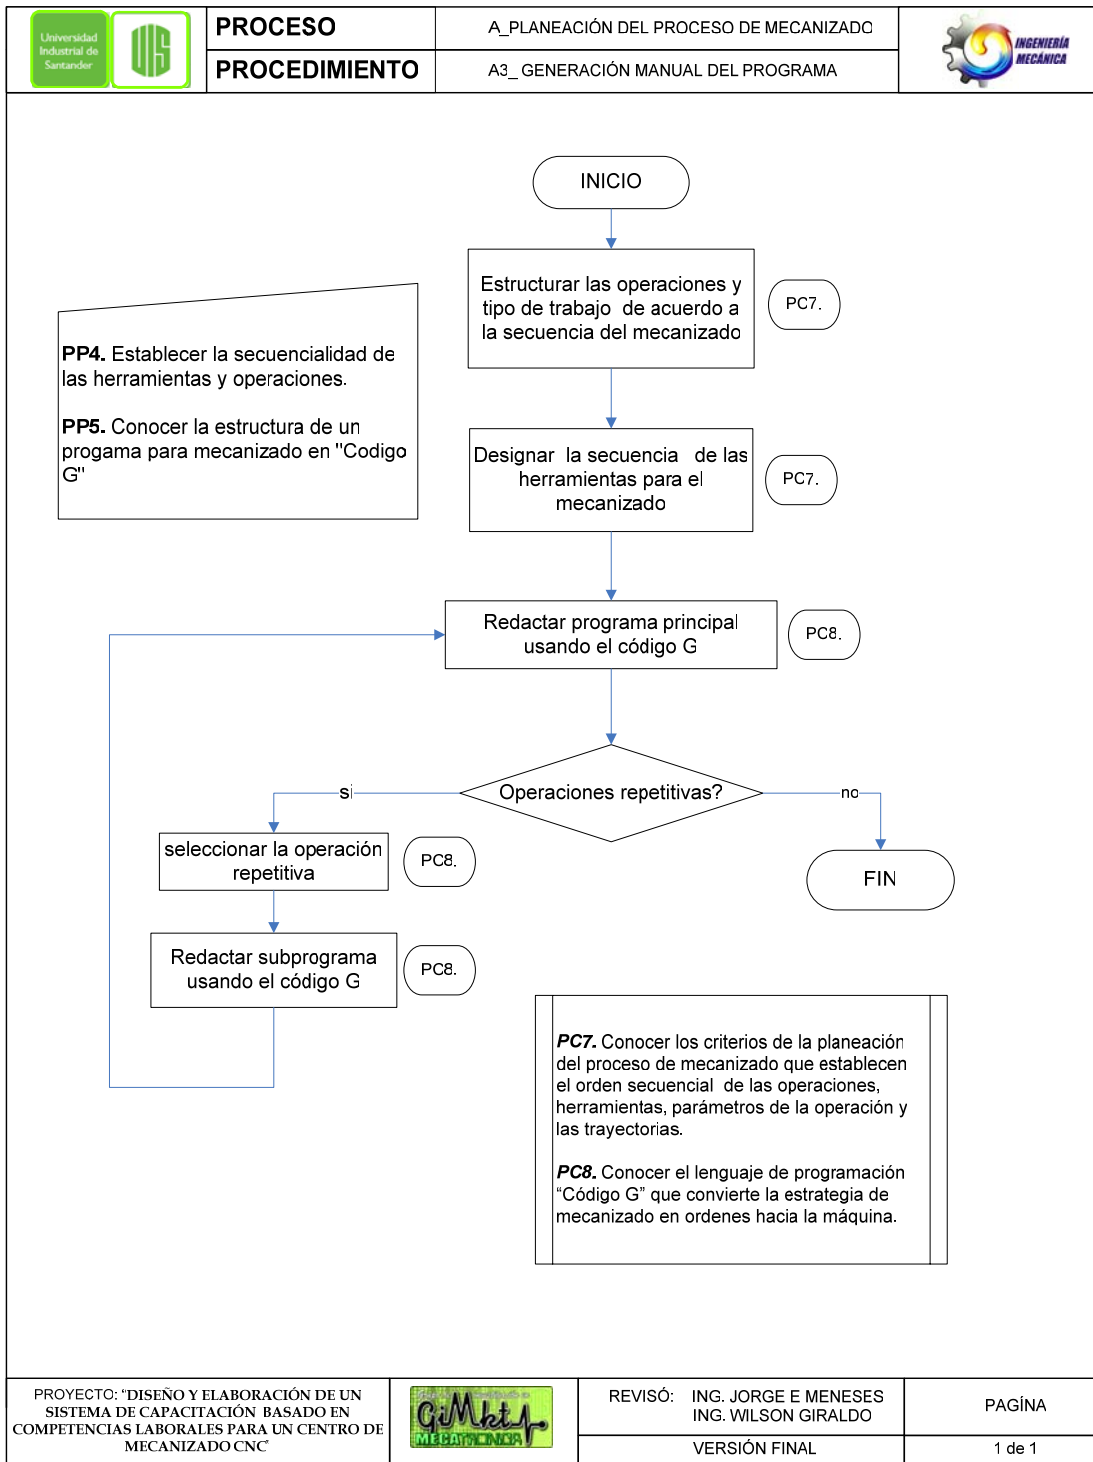 Universidad
Industrial de
Santander
UIS
PROCESO
A_PLANEACIÓN DEL PROCESO DE MECANIZADO
PROCEDIMIENTO
A3_ GENERACIÓN MANUAL DEL PROGRAMA
INGENIERÍA
MECÁNICA
INICIO
Estructurar las operaciones y
tipo de trabajo de acuerdo a
la secuencia del mecanizado
PC7.
PP4. Establecer la secuencialidad de
las herramientas y operaciones.
PP5. Conocer la estructura de un
progama para mecanizado en "Codigo
G"
Designar la secuencia de las
herramientas para el
mecanizado
PC7.
Redactar programa principal
usando el código G
PC8.
Operaciones repetitivas?
si
no
seleccionar la operación
repetitiva
PC8.
FIN
Redactar subprograma
usando el código G
PC8.
PC7. Conocer los criterios de la planeación
del proceso de mecanizado que establecen
el orden secuencial de las operaciones,
herramientas, parámetros de la operación y
las trayectorias.
PC8. Conocer el lenguaje de programación
“Código G” que convierte la estrategia de
mecanizado en ordenes hacia la máquina.
PROYECTO: “DISEÑO Y ELABORACIÓN DE UN
SISTEMA DE CAPACITACIÓN BASADO EN
COMPETENCIAS LABORALES PARA UN CENTRO DE
MECANIZADO CNC”
GiMkt
MECATRONICA
REVISÓ: ING. JORGE E MENESES
ING. WILSON GIRALDO
VERSIÓN FINAL
PAGÍNA
1 de 1